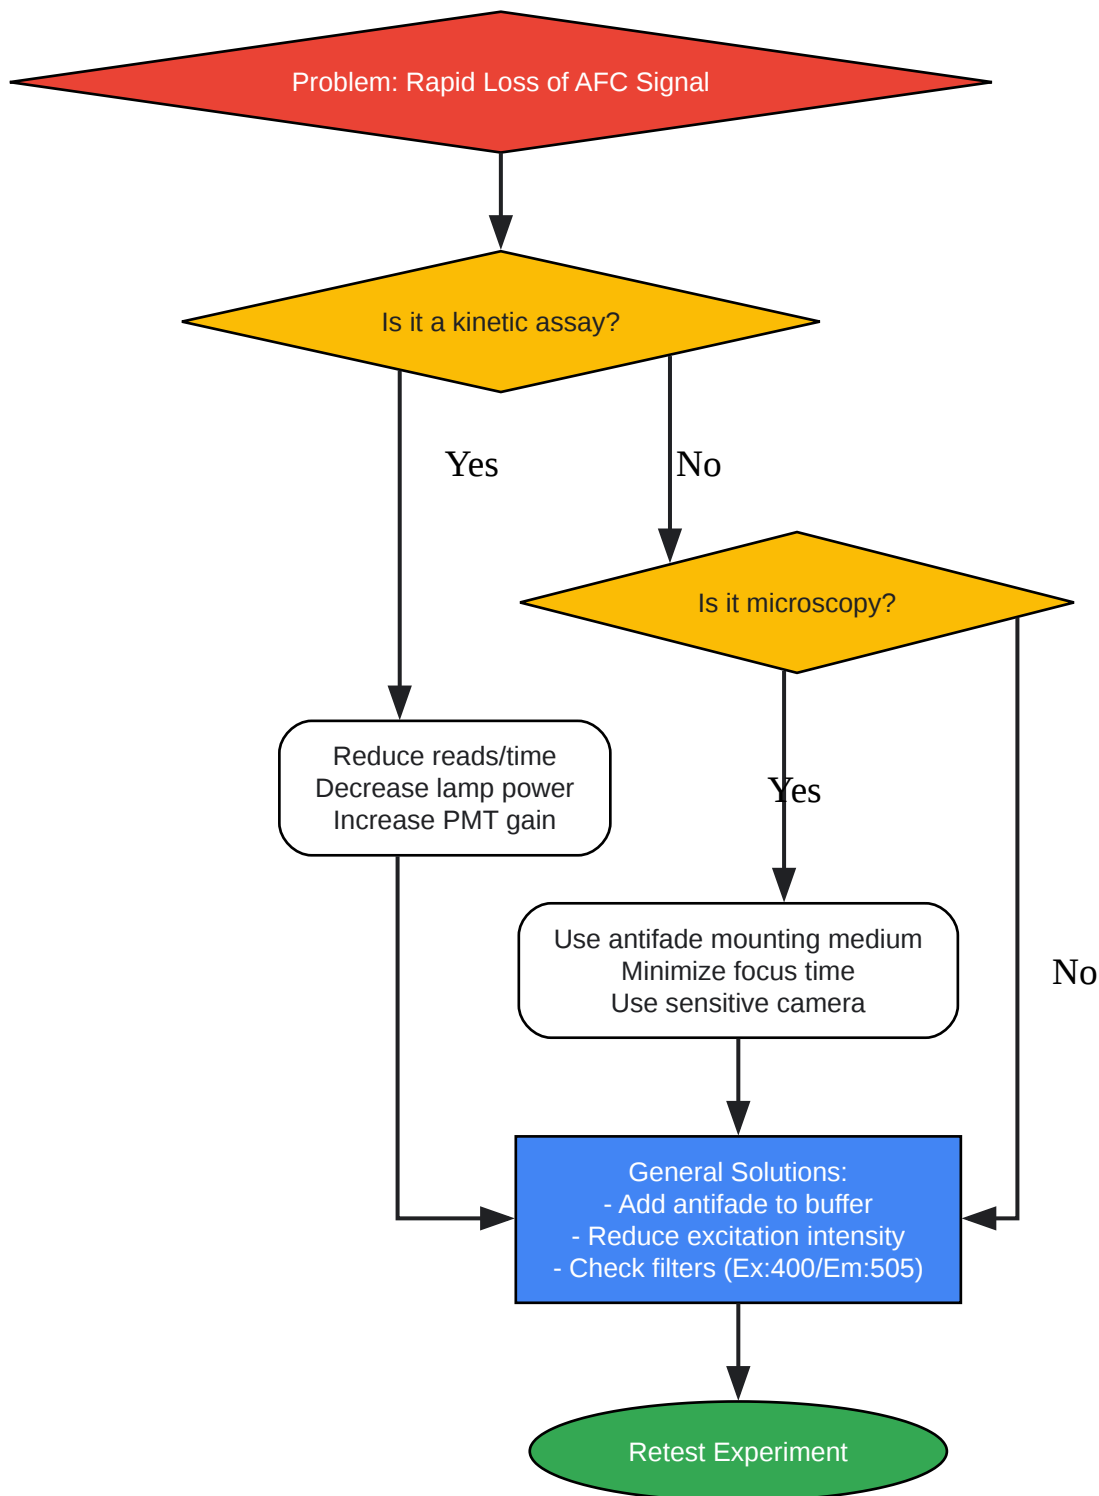 Problem: Rapid Loss of AFC Signal
Is it a kinetic assay?
Yes
No
Is it microscopy?
Reduce reads/time
Decrease lamp power
Increase PMT gain
Yes
Use antifade mounting medium
Minimize focus time
Use sensitive camera
No
General Solutions:
- Add antifade to buffer
- Reduce excitation intensity
- Check filters (Ex:400/Em:505)
Retest Experiment